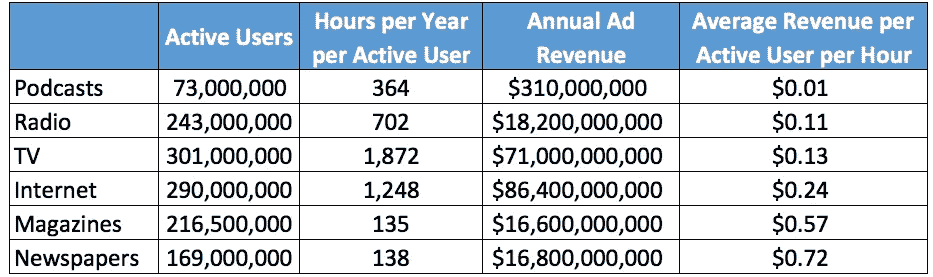 Active Users Hours per Year per Active User Annual Ad Revenue Average Revenue per Active User per Hour
Podcasts 73,000,000 364 $310,000,000 $0.01
Radio 243,000,000 702 $18,200,000,000 $0.11
TV 301,000,000 1,872 $71,000,000,000 $0.13
Internet 290,000,000 1,248 $86,400,000,000 $0.24
Magazines 216,500,000 135 $16,600,000,000 $0.57
Newspapers 169,000,000 138 $16,800,000,000 $0.72